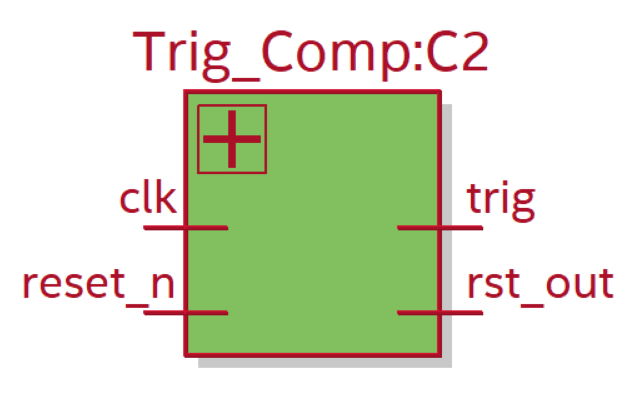 Trig_Comp:C2
clk
trig
reset_n
rst_out